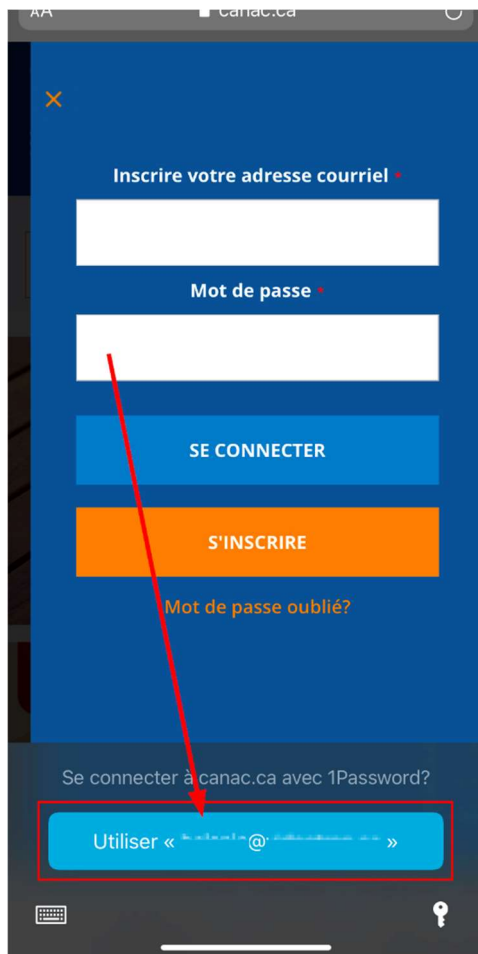 AA canac.ca
Inscrire votre adresse courriel *
Mot de passe *
SE CONNECTER
S'INSCRIRE
Mot de passe oublié?
Se connecter à canac.ca avec 1Password?
Utiliser « @ »